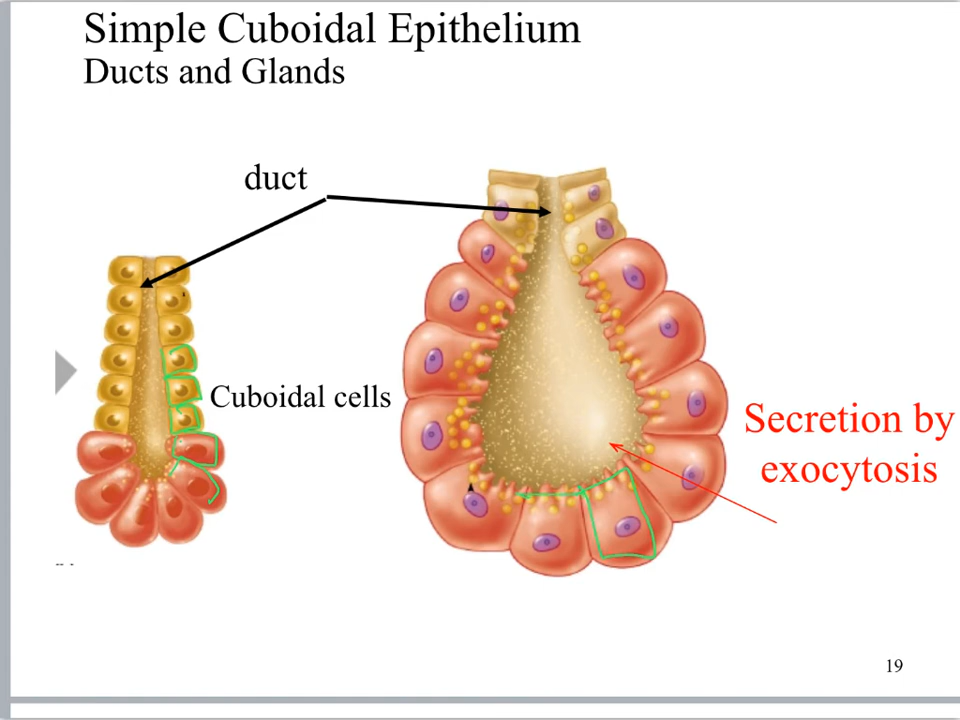 Simple Cuboidal Epithelium
Ducts and Glands
duct
Cuboidal cells
Secretion by
exocytosis
19